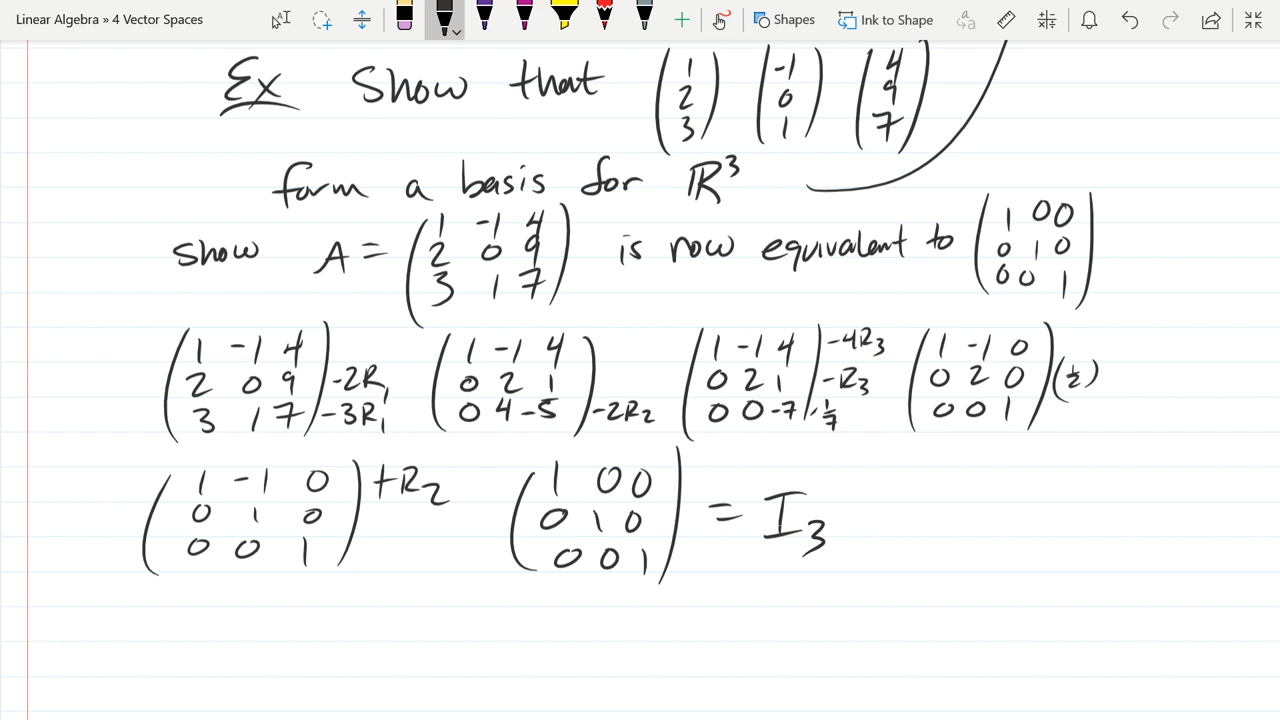 Linear Algebra » 4 Vector Spaces Shapes Ink to Shape
Ex Show that (1 2 3) (-1 0 1) (4 9 7)
form a basis for ℝ³
show A = (1 -1 4; 2 0 9; 3 1 7) is row equivalent to (1 0 0; 0 1 0; 0 0 1)
(1 -1 4; 2 0 9; 3 1 7) -2R₁ -3R₁ (1 -1 4; 0 2 1; 0 4 -5) -2R₂ (1 -1 4; 0 2 1; 0 0 -7) -4R₃ -R₃ ·1/7 (1 -1 0; 0 2 0; 0 0 1) (1/2)
(1 -1 0; 0 1 0; 0 0 1) +R₂ (1 0 0; 0 1 0; 0 0 1) = I₃